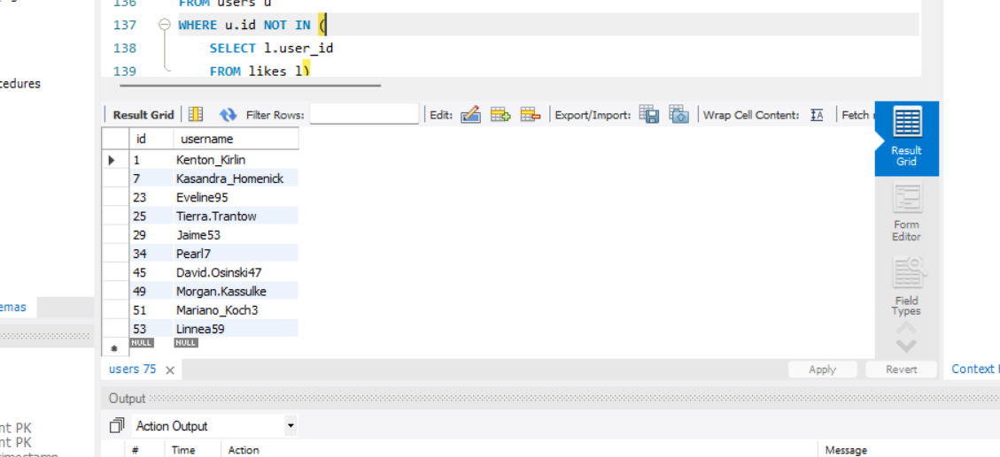 136 FROM users u
137 WHERE u.id NOT IN (
138 SELECT l.user_id
139 FROM likes l)
cedures
Result Grid Filter Rows: Edit: Export/Import: Wrap Cell Content: Fetch
id username
1 Kenton_Kirlin
7 Kasandra_Homenick
23 Eveline95
25 Tierra.Trantow
29 Jaime53
34 Pearl7
45 David.Osinski47
49 Morgan.Kassulke
51 Mariano_Koch3
53 Linnea59
NULL NULL
Result
Grid
Form
Editor
Field
Types
emas
users 75
Apply Revert
Context
Output
Action Output
# Time Action Message
nt PK
nt PK
timestamp